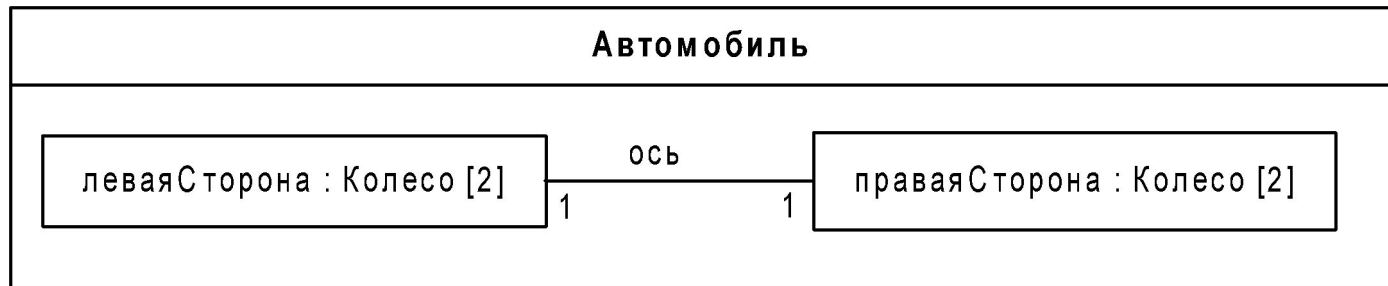 Автомобиль
ось
леваяСторона : Колесо [2]
праваяСторона : Колесо [2]
1
1